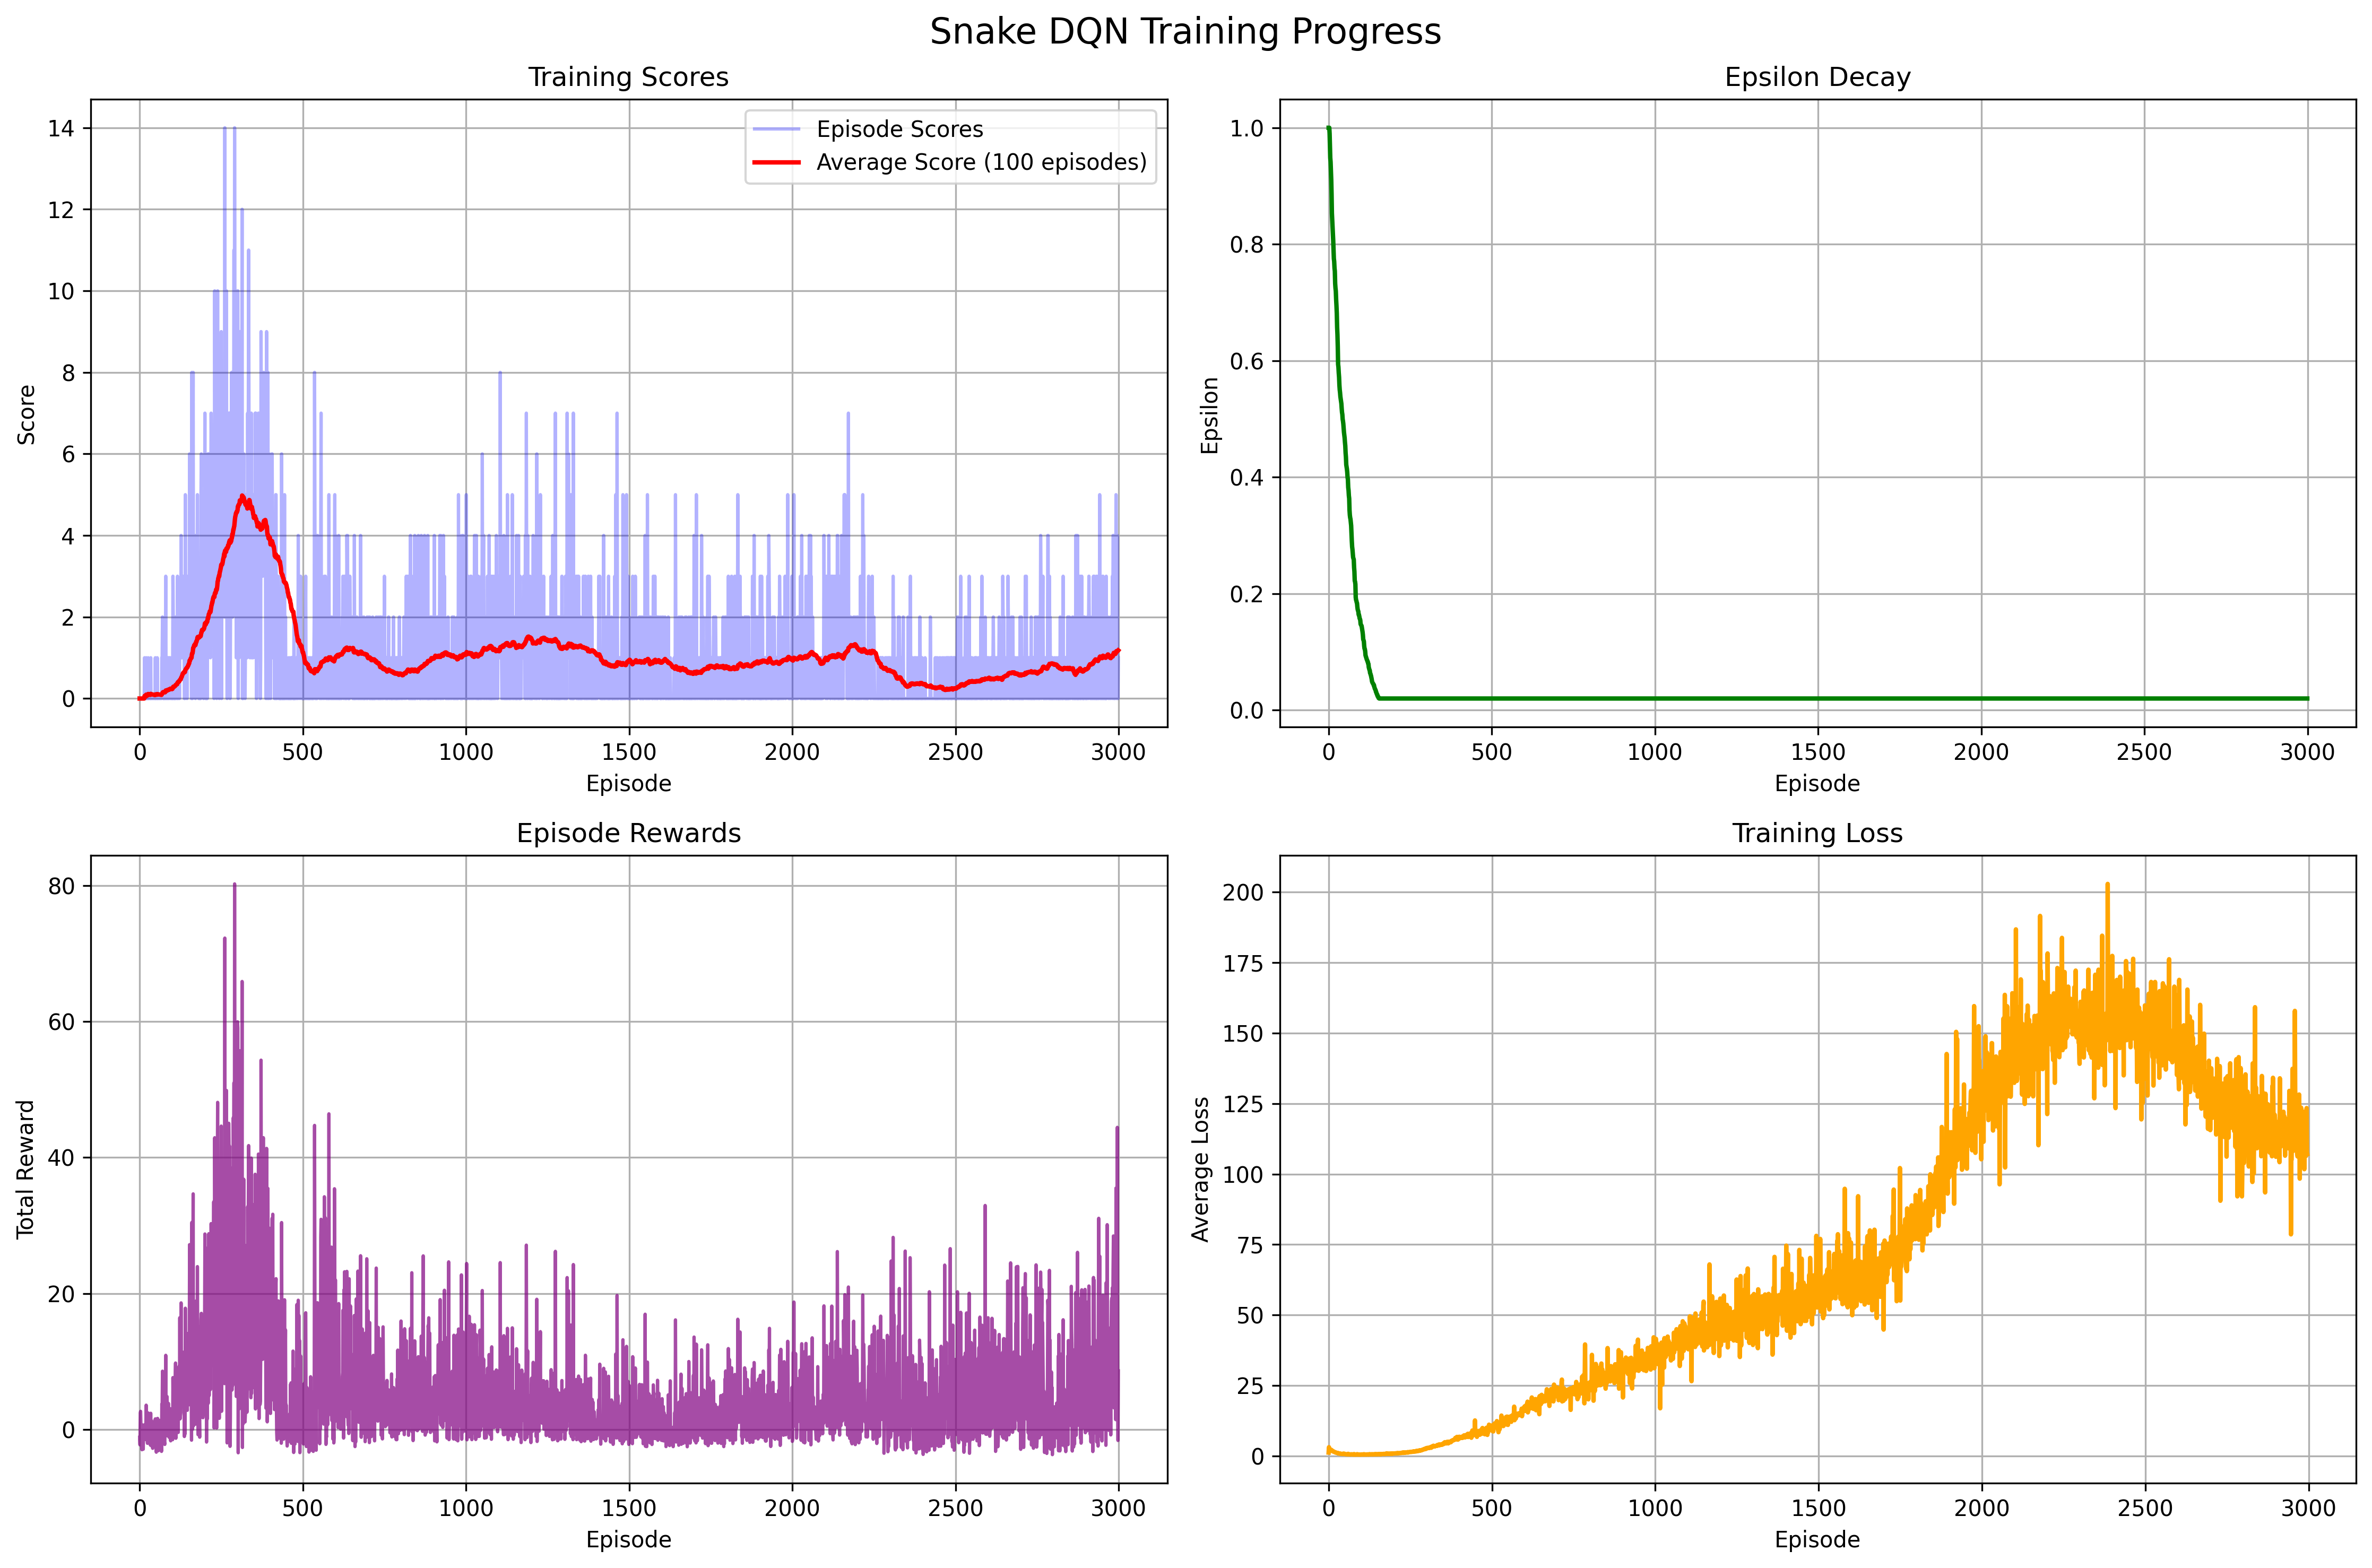 Snake DQN Training Progress
Training Scores
14
12
10
8
6
4
2
0
Score
Episode Scores
Average Score (100 episodes)
0 500 1000 1500 2000 2500 3000
Episode
Epsilon Decay
1.0
0.8
0.6
0.4
0.2
0.0
Epsilon
0 500 1000 1500 2000 2500 3000
Episode
Episode Rewards
80
60
40
20
0
Total Reward
0 500 1000 1500 2000 2500 3000
Episode
Training Loss
200
175
150
125
100
75
50
25
0
Average Loss
0 500 1000 1500 2000 2500 3000
Episode